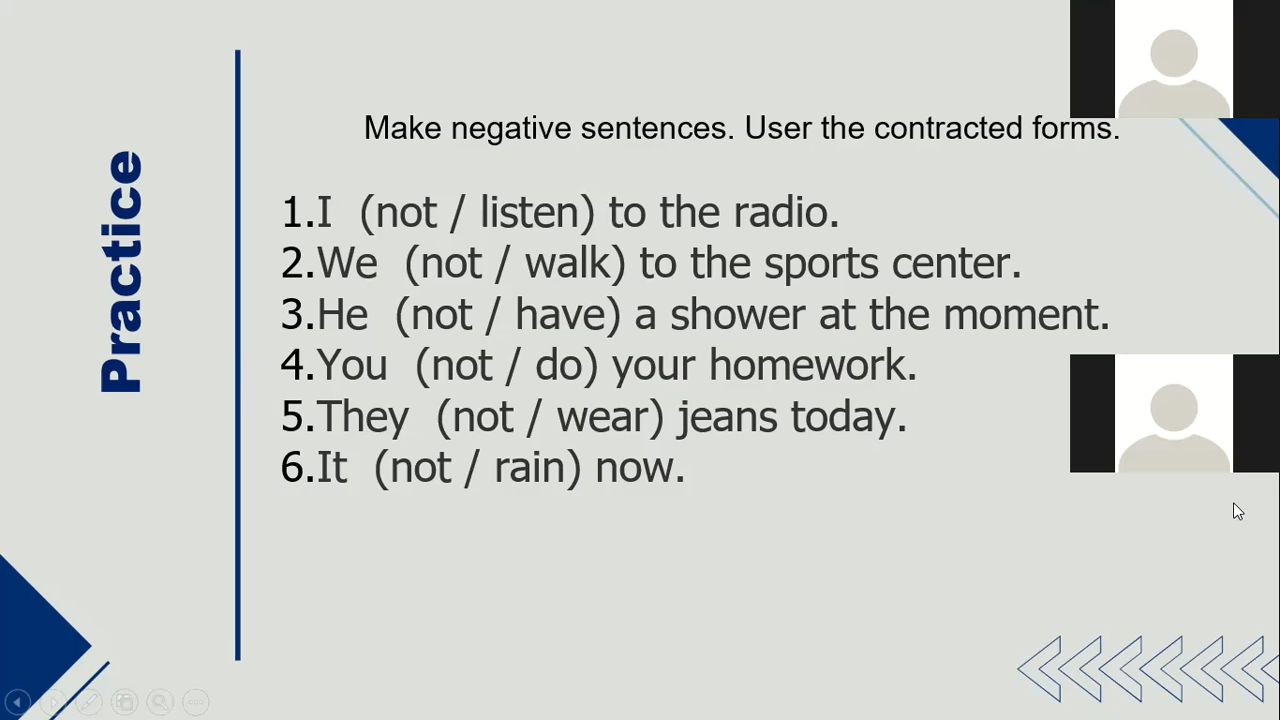 Practice
Make negative sentences. User the contracted forms.
1.I (not / listen) to the radio.
2.We (not / walk) to the sports center.
3.He (not / have) a shower at the moment.
4.You (not / do) your homework.
5.They (not / wear) jeans today.
6.It (not / rain) now.